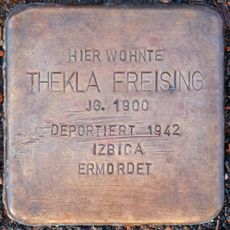 HIER WOHNTE
THEKLA FREISING
JG. 1900
DEPORTIERT 1942
IZBICA
ERMORDET